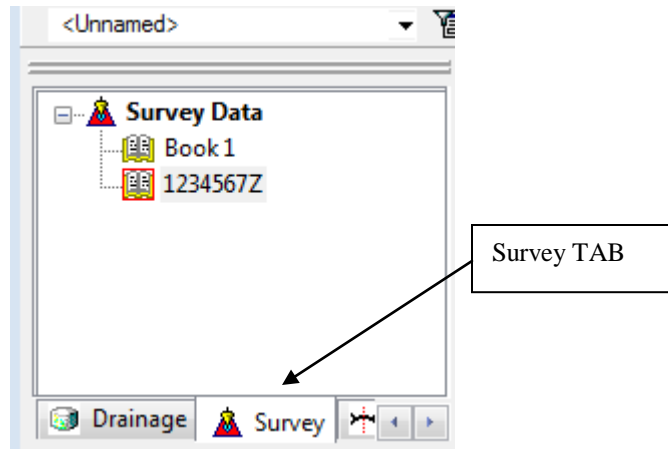 <Unnamed>
Survey Data
Book 1
1234567Z
Survey TAB
Drainage
Survey